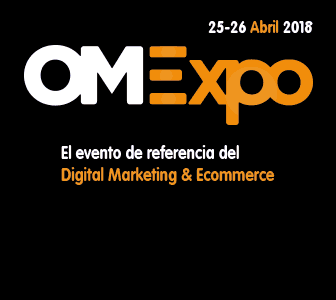 25-26 Abril 2018
OMExpo
El evento de referencia del
Digital Marketing & Ecommerce